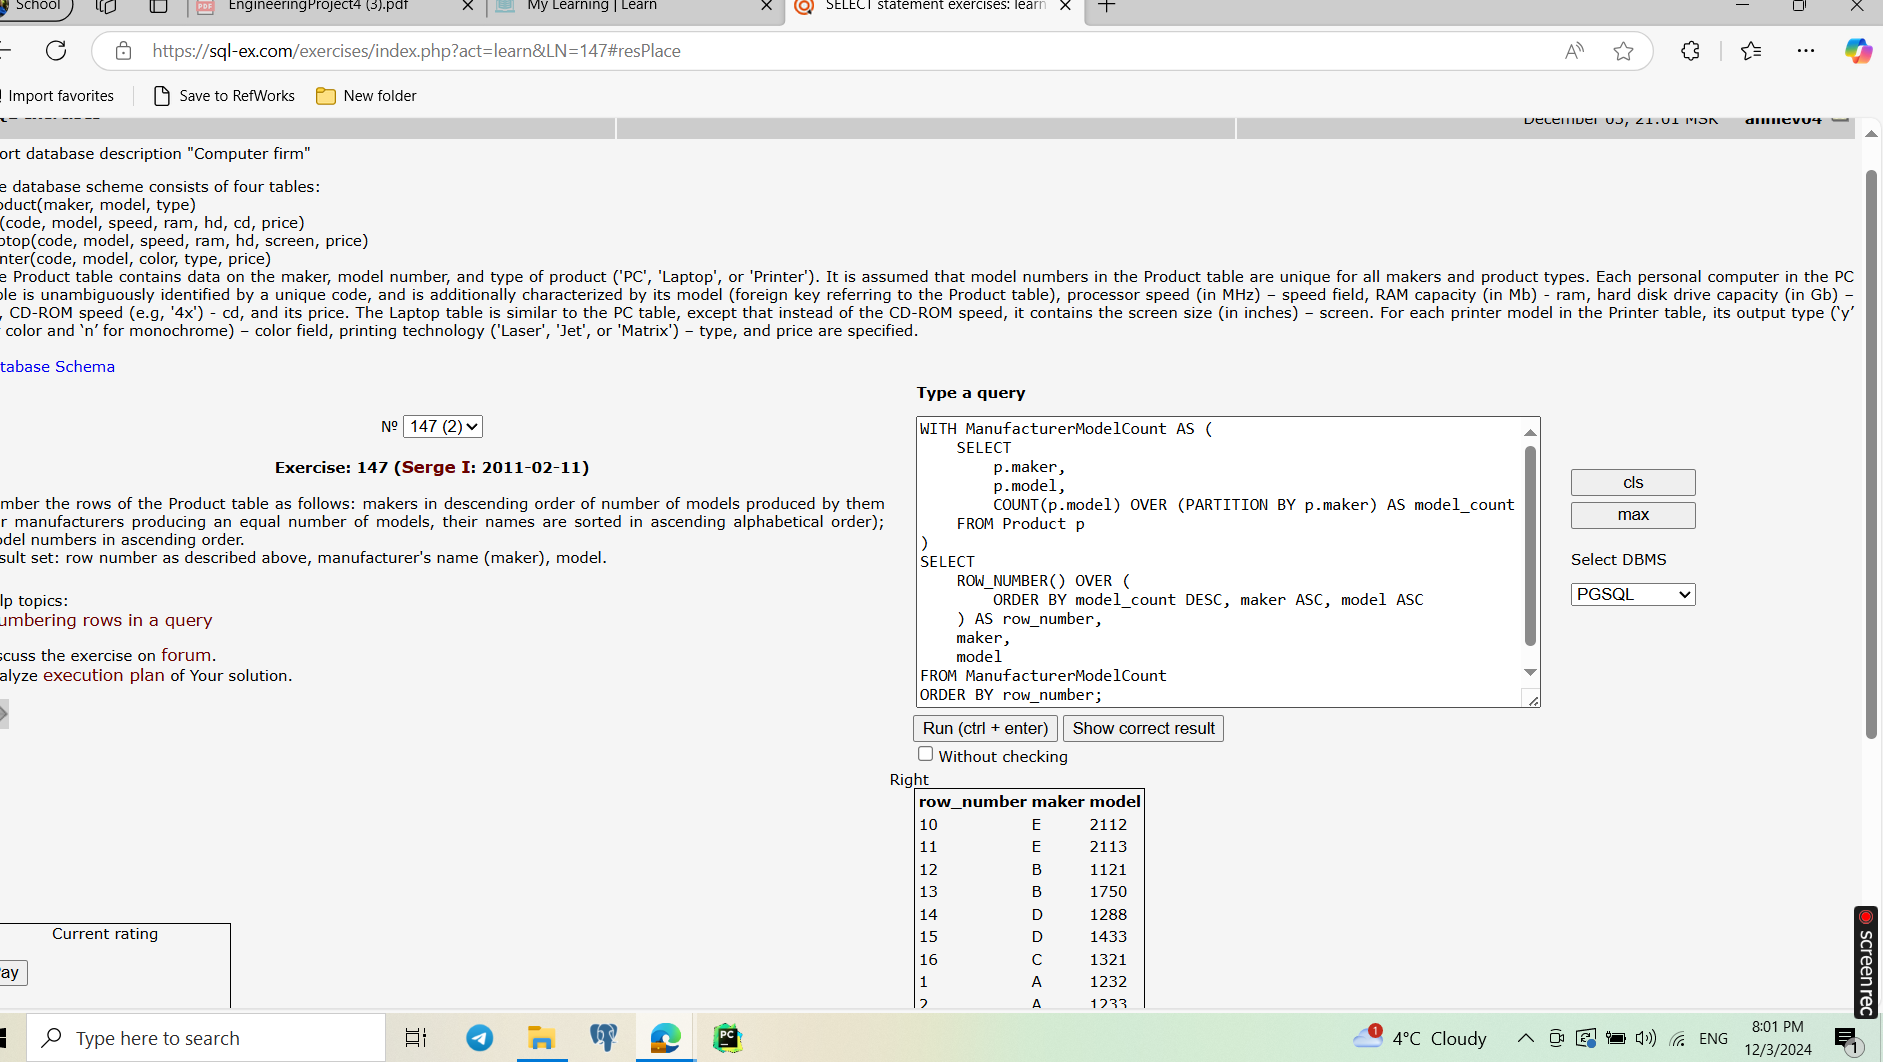 School
EngineeringProject4 (3).pdf
My Learning | Learn
SELECT statement exercises: learn
https://sql-ex.com/exercises/index.php?act=learn&LN=147#resPlace
Import favorites
Save to RefWorks
New folder
December 03, 21:01 MSK
anniev04
ort database description "Computer firm"
e database scheme consists of four tables:
oduct(maker, model, type)
(code, model, speed, ram, hd, cd, price)
ptop(code, model, speed, ram, hd, screen, price)
nter(code, model, color, type, price)
e Product table contains data on the maker, model number, and type of product ('PC', 'Laptop', or 'Printer'). It is assumed that model numbers in the Product table are unique for all makers and product types. Each personal computer in the PC
ble is unambiguously identified by a unique code, and is additionally characterized by its model (foreign key referring to the Product table), processor speed (in MHz) – speed field, RAM capacity (in Mb) - ram, hard disk drive capacity (in Gb) –
, CD-ROM speed (e.g, '4x') - cd, and its price. The Laptop table is similar to the PC table, except that instead of the CD-ROM speed, it contains the screen size (in inches) – screen. For each printer model in the Printer table, its output type (‘y’
color and ‘n’ for monochrome) – color field, printing technology ('Laser', 'Jet', or 'Matrix') – type, and price are specified.
tabase Schema
Nº 147 (2)
Exercise: 147 (Serge I: 2011-02-11)
mber the rows of the Product table as follows: makers in descending order of number of models produced by them
r manufacturers producing an equal number of models, their names are sorted in ascending alphabetical order);
odel numbers in ascending order.
sult set: row number as described above, manufacturer's name (maker), model.
lp topics:
umbering rows in a query
scuss the exercise on forum.
alyze execution plan of Your solution.
Current rating
ay
Type a query
WITH ManufacturerModelCount AS (
SELECT
p.maker,
p.model,
COUNT(p.model) OVER (PARTITION BY p.maker) AS model_count
FROM Product p
)
SELECT
ROW_NUMBER() OVER (
ORDER BY model_count DESC, maker ASC, model ASC
) AS row_number,
maker,
model
FROM ManufacturerModelCount
ORDER BY row_number;
cls
max
Select DBMS
PGSQL
Run (ctrl + enter)
Show correct result
Without checking
Right
row_number maker model
10 E 2112
11 E 2113
12 B 1121
13 B 1750
14 D 1288
15 D 1433
16 C 1321
1 A 1232
2 A 1233
screenrec
Type here to search
PC
1
4°C Cloudy
ENG
8:01 PM
12/3/2024
1